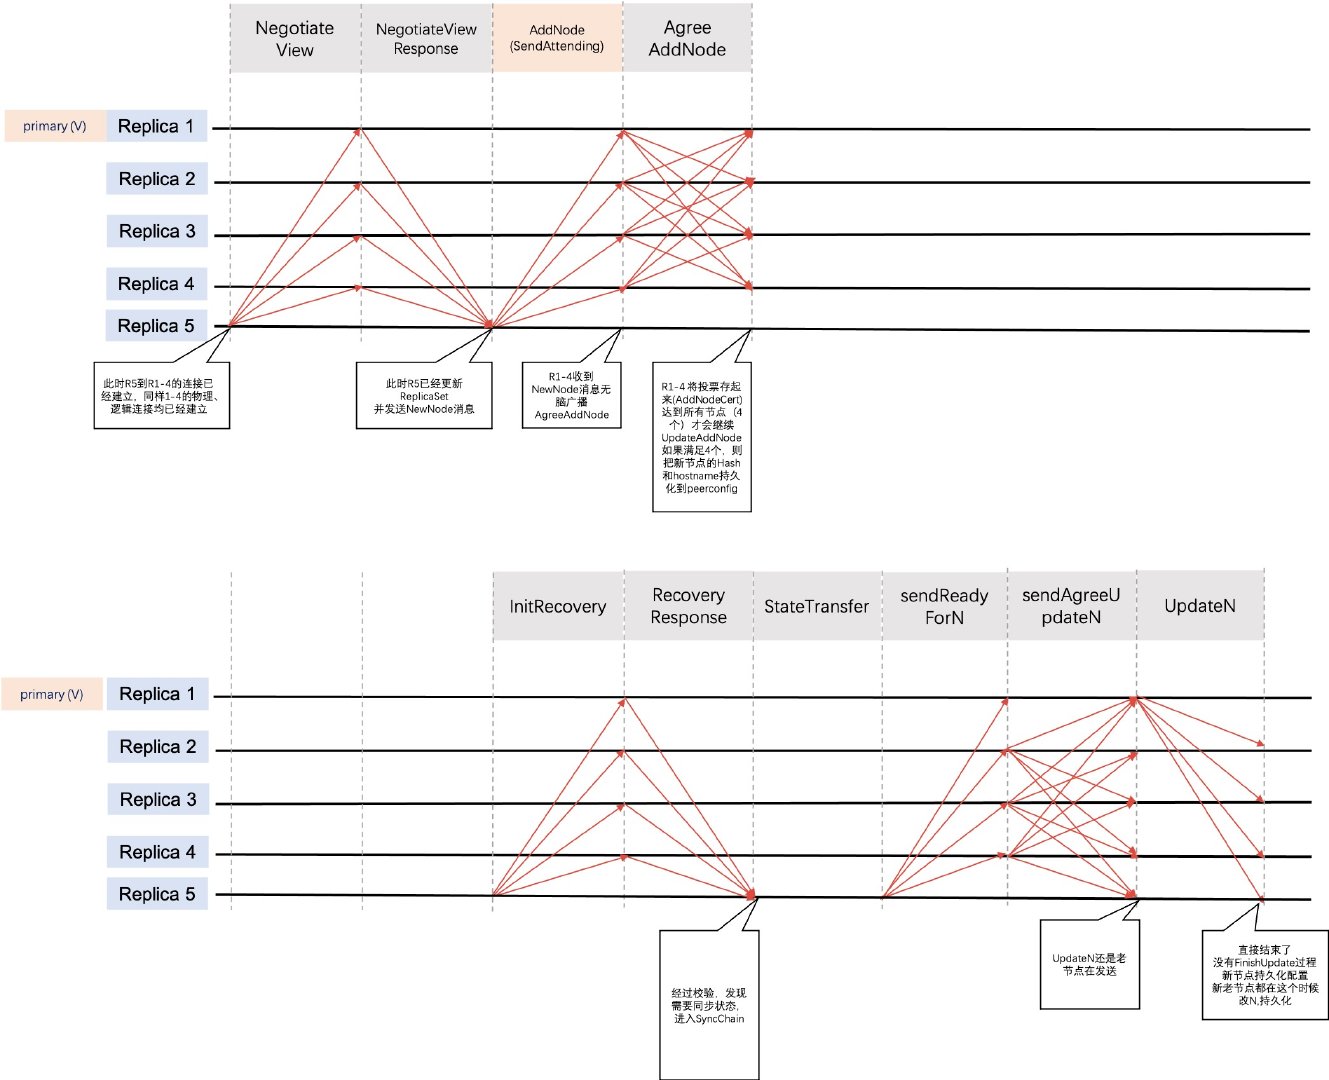 Negotiate
View
NegotiateView
Response
AddNode
(SendAttending)
Agree
AddNode
primary (V)
Replica 1
Replica 2
Replica 3
Replica 4
Replica 5
此时R5到R1-4的连接已
经建立，同样1-4的物理、
逻辑连接均已经建立
此时R5已经更新
ReplicaSet
并发送NewNode消息
R1-4收到
NewNode消息无
脑广播
AgreeAddNode
R1-4 将投票存起
来(AddNodeCert)
达到所有节点（4
个）才会继续
UpdateAddNode
如果满足4个，则
把新节点的Hash
和hostname持久
化到peerconfig
InitRecovery
Recovery
Response
StateTransfer
sendReady
ForN
sendAgreeU
pdateN
UpdateN
primary (V)
Replica 1
Replica 2
Replica 3
Replica 4
Replica 5
经过校验，发现
需要同步状态，
进入SyncChain
UpdateN还是老
节点在发送
直接结束了
没有FinishUpdate过程
新节点持久化配置
新老节点都在这个时候
改N,持久化